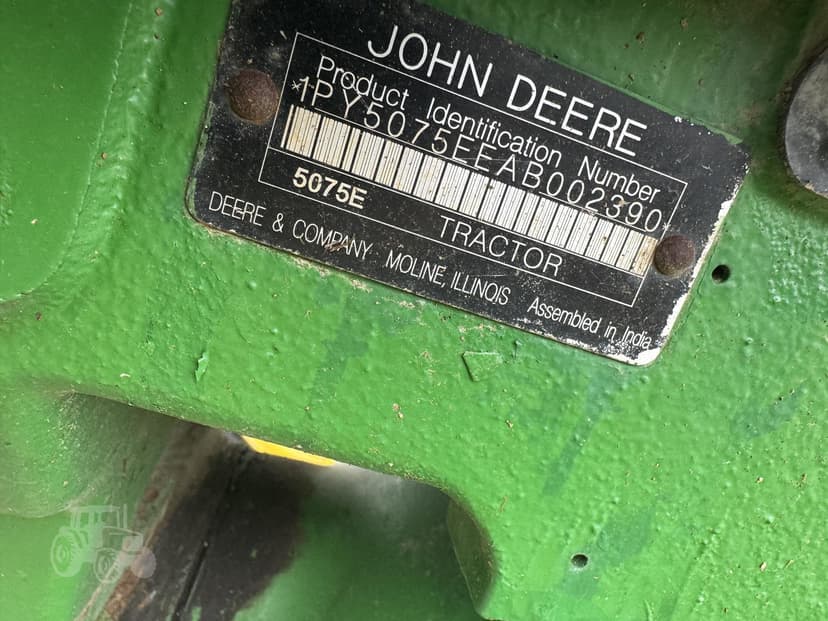 JOHN DEERE
Product Identification Number
*1PY5075EEAB002390*
5075E
TRACTOR
DEERE & COMPANY MOLINE, ILLINOIS Assembled in India